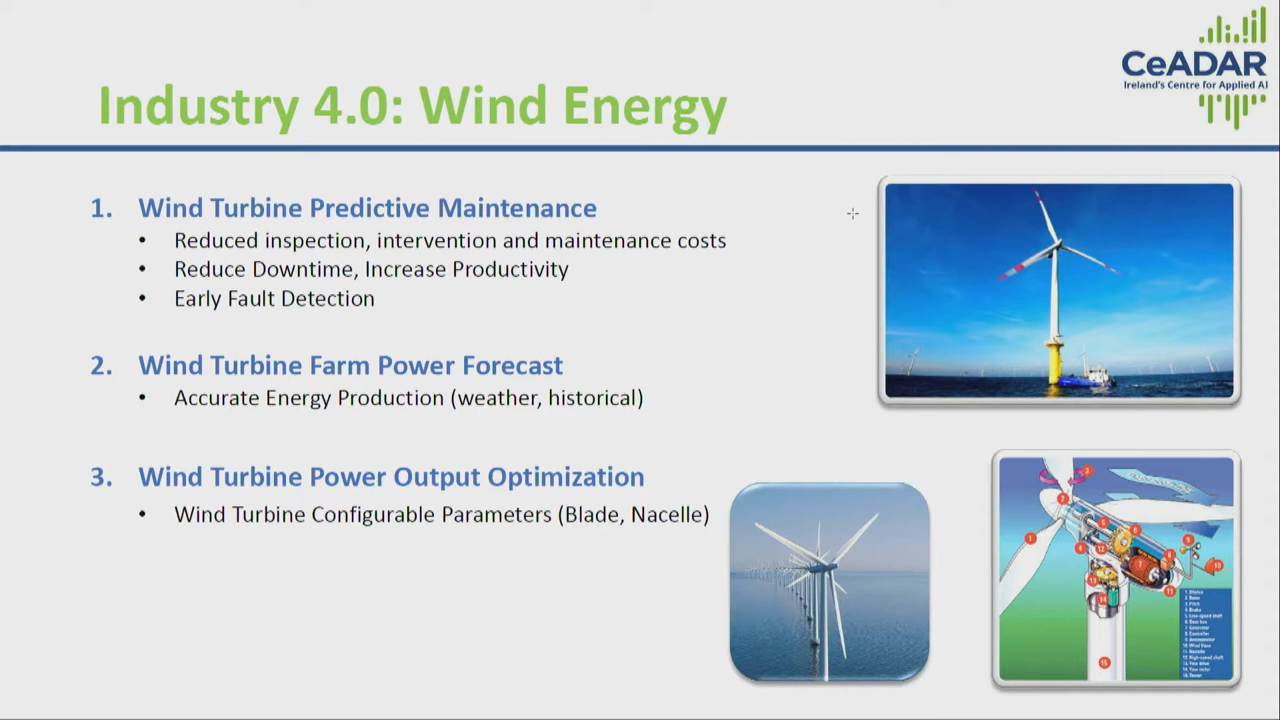 CeADAR
Ireland's Centre for Applied AI
Industry 4.0: Wind Energy
1. Wind Turbine Predictive Maintenance
• Reduced inspection, intervention and maintenance costs
• Reduce Downtime, Increase Productivity
• Early Fault Detection
2. Wind Turbine Farm Power Forecast
• Accurate Energy Production (weather, historical)
3. Wind Turbine Power Output Optimization
• Wind Turbine Configurable Parameters (Blade, Nacelle)